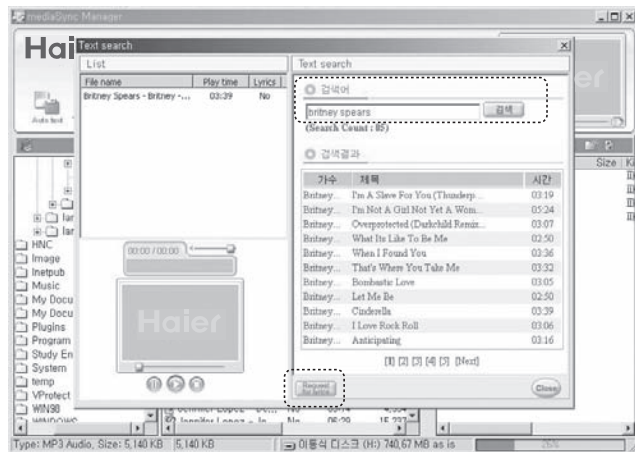 mediaSync Manager
Haier
Text search
List
File name Play time Lyrics
Britney Spears - Britney -... 03:39 No
00:00 / 00:00
Haier
Text search
검색어
britney spears 검색
(Search Count : 85)
검색결과
가수 제목 시간
Britney... I'm A Slave For You (Thunderp... 03:19
Britney... I'm Not A Girl Not Yet A Wom... 05:24
Britney... Overprotected (Darkchild Remix... 03:07
Britney... What Its Like To Be Me 02:50
Britney... When I Found You 03:36
Britney... That's Where You Take Me 03:32
Britney... Bombastic Love 03:05
Britney... Let Me Be 02:50
Britney... Cinderella 03:39
Britney... I Love Rock Roll 03:06
Britney... Anticipating 03:16
[1] [2] [3] [4] [5] [Next]
Request for lyrics
Close
Size
HNC
Image
Inetpub
Music
My Docu
My Docu
Plugins
Program
Study En
System
temp
VProtect
WIN98
WINDOWS
Type: MP3 Audio, Size: 5,140 KB 5,140 KB 이동식 디스크 (H:) 740,67 MB as is 26%